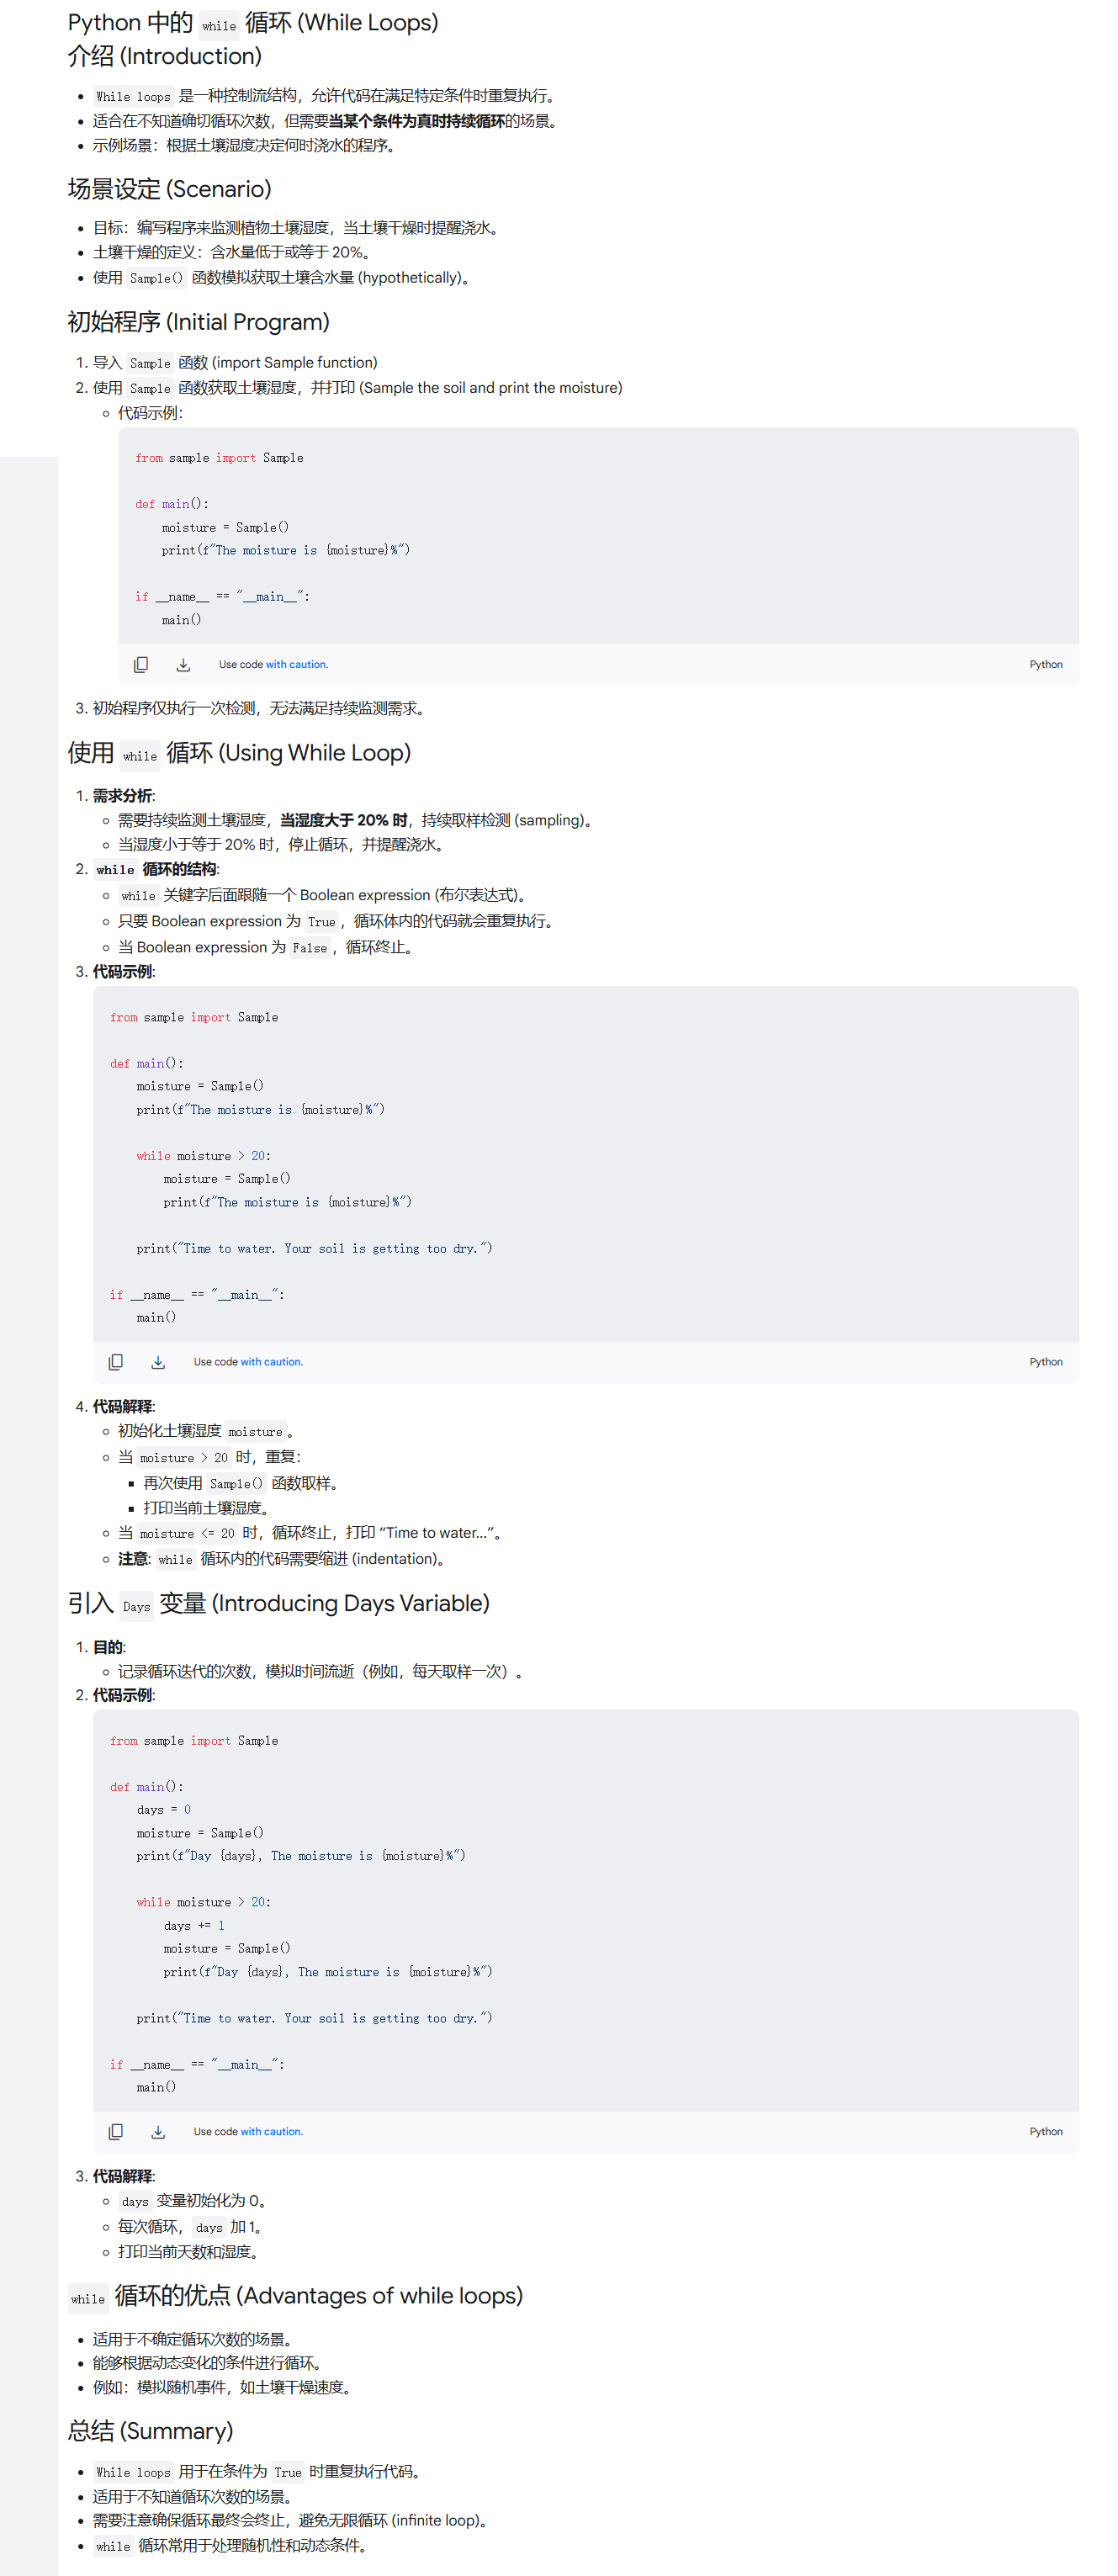 Python 中的 while 循环 (While Loops)
介绍 (Introduction)
While loops 是一种控制流结构，允许代码在满足特定条件时重复执行。
适合在不知道确切循环次数，但需要当某个条件为真时持续循环的场景。
示例场景：根据土壤湿度决定何时浇水的程序。
场景设定 (Scenario)
目标：编写程序来监测植物土壤湿度，当土壤干燥时提醒浇水。
土壤干燥的定义：含水量低于或等于 20%。
使用 Sample() 函数模拟获取土壤含水量 (hypothetically)。
初始程序 (Initial Program)
1. 导入 Sample 函数 (import Sample function)
2. 使用 Sample 函数获取土壤湿度，并打印 (Sample the soil and print the moisture)
代码示例：
from sample import Sample
def main():
moisture = Sample()
print(f"The moisture is {moisture}%")
if __name__ == "__main__":
main()
Use code with caution. Python
3. 初始程序仅执行一次检测，无法满足持续监测需求。
使用 while 循环 (Using While Loop)
1. 需求分析:
需要持续监测土壤湿度，当湿度大于 20% 时，持续取样检测 (sampling)。
当湿度小于等于 20% 时，停止循环，并提醒浇水。
2. while 循环的结构:
while 关键字后面跟随一个 Boolean expression (布尔表达式)。
只要 Boolean expression 为 True，循环体内的代码就会重复执行。
当 Boolean expression 为 False，循环终止。
3. 代码示例:
from sample import Sample
def main():
moisture = Sample()
print(f"The moisture is {moisture}%")
while moisture > 20:
moisture = Sample()
print(f"The moisture is {moisture}%")
print("Time to water. Your soil is getting too dry.")
if __name__ == "__main__":
main()
Use code with caution. Python
4. 代码解释:
初始化土壤湿度 moisture。
当 moisture > 20 时，重复：
再次使用 Sample() 函数取样。
打印当前土壤湿度。
当 moisture <= 20 时，循环终止，打印 “Time to water...”。
注意: while 循环内的代码需要缩进 (indentation)。
引入 Days 变量 (Introducing Days Variable)
1. 目的:
记录循环迭代的次数，模拟时间流逝（例如，每天取样一次）。
2. 代码示例:
from sample import Sample
def main():
days = 0
moisture = Sample()
print(f"Day {days}, The moisture is {moisture}%")
while moisture > 20:
days += 1
moisture = Sample()
print(f"Day {days}, The moisture is {moisture}%")
print("Time to water. Your soil is getting too dry.")
if __name__ == "__main__":
main()
Use code with caution. Python
3. 代码解释:
days 变量初始化为 0。
每次循环，days 加 1。
打印当前天数和湿度。
while 循环的优点 (Advantages of while loops)
适用于不确定循环次数的场景。
能够根据动态变化的条件进行循环。
例如：模拟随机事件，如土壤干燥速度。
总结 (Summary)
While loops 用于在条件为 True 时重复执行代码。
适用于不知道循环次数的场景。
需要注意确保循环最终会终止，避免无限循环 (infinite loop)。
while 循环常用于处理随机性和动态条件。